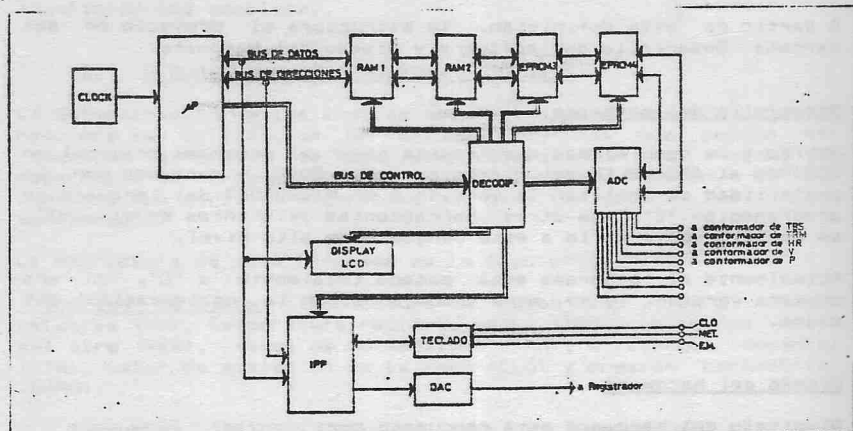 BUS DE DATOS
BUS DE DIRECCIONES
RAM 1
RAM2
EPROM3
EPROM4
CLOCK
µP
BUS DE CONTROL
DECODIF.
ADC
a conformador de TRS
a conformador de TRM
a conformador de HR
a conformador de V
a conformador de P
DISPLAY
LCD
IPP
TECLADO
CLO
MET.
E.M.
DAC
a Registrador